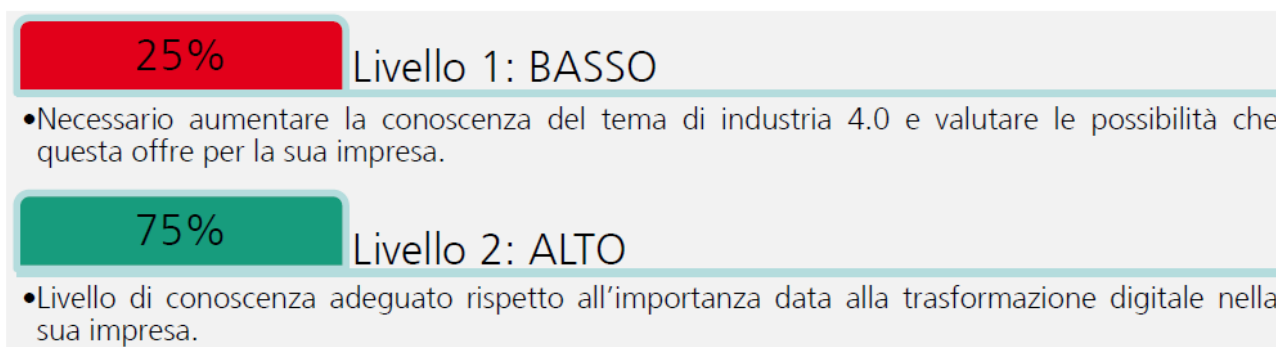 25%
Livello 1: BASSO
•Necessario aumentare la conoscenza del tema di industria 4.0 e valutare le possibilità che
questa offre per la sua impresa.
75%
Livello 2: ALTO
•Livello di conoscenza adeguato rispetto all’importanza data alla trasformazione digitale nella
sua impresa.